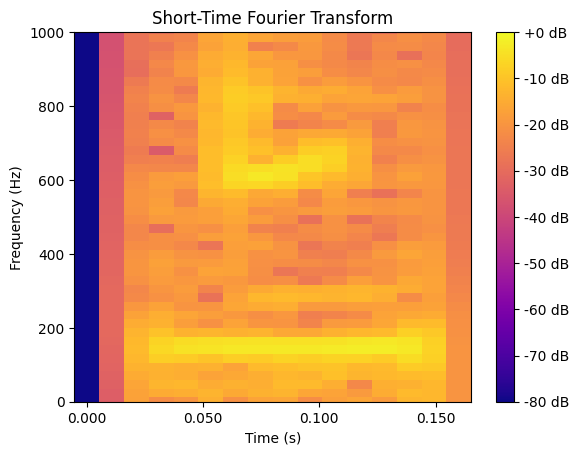 Short-Time Fourier Transform
1000
800
600
400
200
0
Frequency (Hz)
0.000
0.050
0.100
0.150
Time (s)
+0 dB
-10 dB
-20 dB
-30 dB
-40 dB
-50 dB
-60 dB
-70 dB
-80 dB